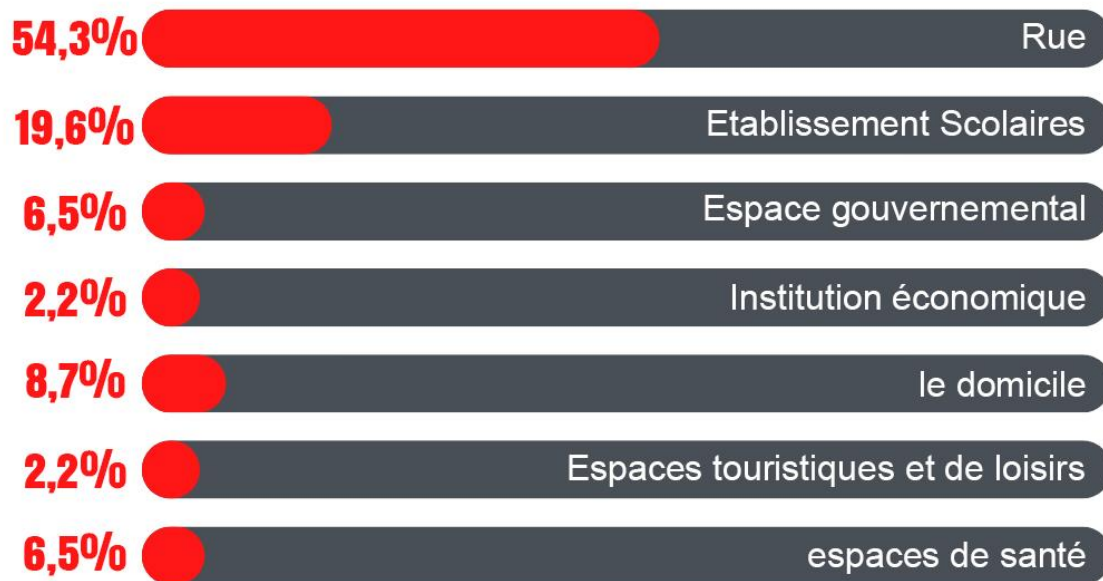 54,3% Rue
19,6% Etablissement Scolaires
6,5% Espace gouvernemental
2,2% Institution économique
8,7% le domicile
2,2% Espaces touristiques et de loisirs
6,5% espaces de santé